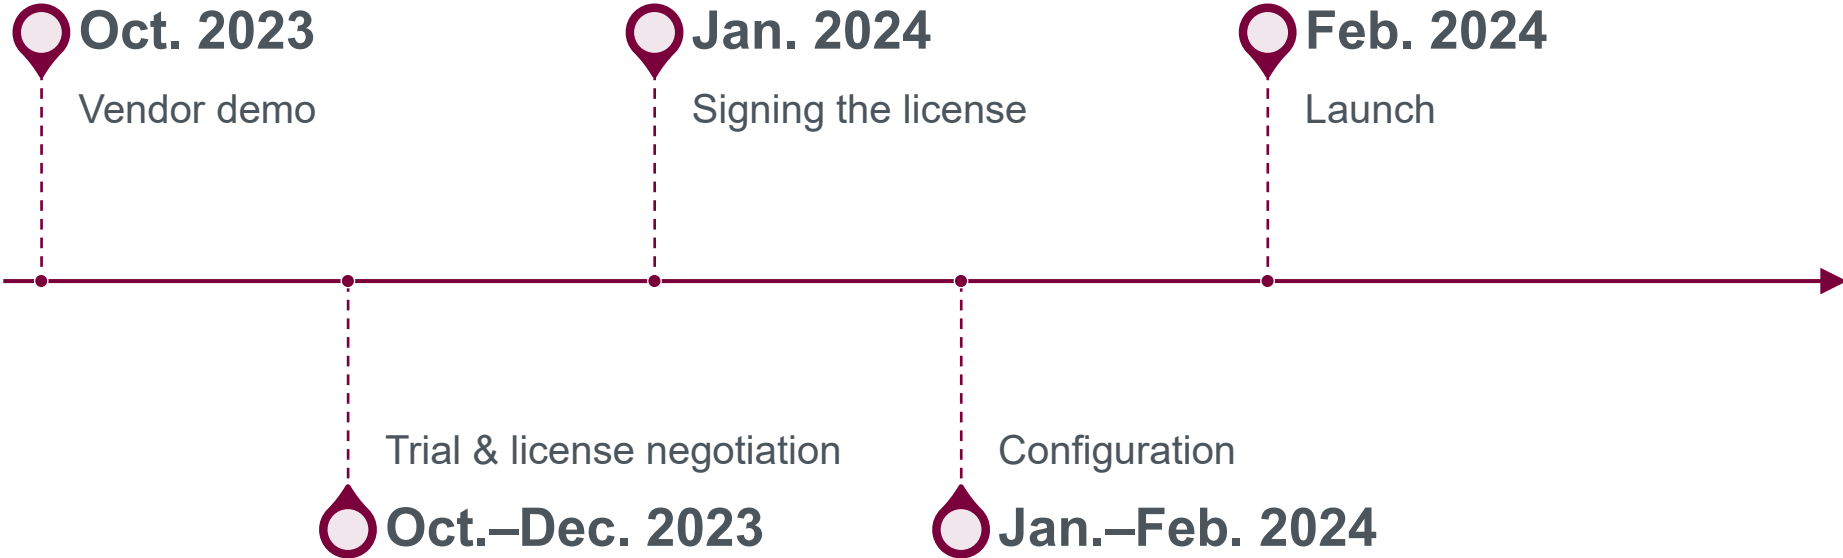 Oct. 2023
Vendor demo
Trial & license negotiation
Oct.–Dec. 2023
Jan. 2024
Signing the license
Configuration
Jan.–Feb. 2024
Feb. 2024
Launch